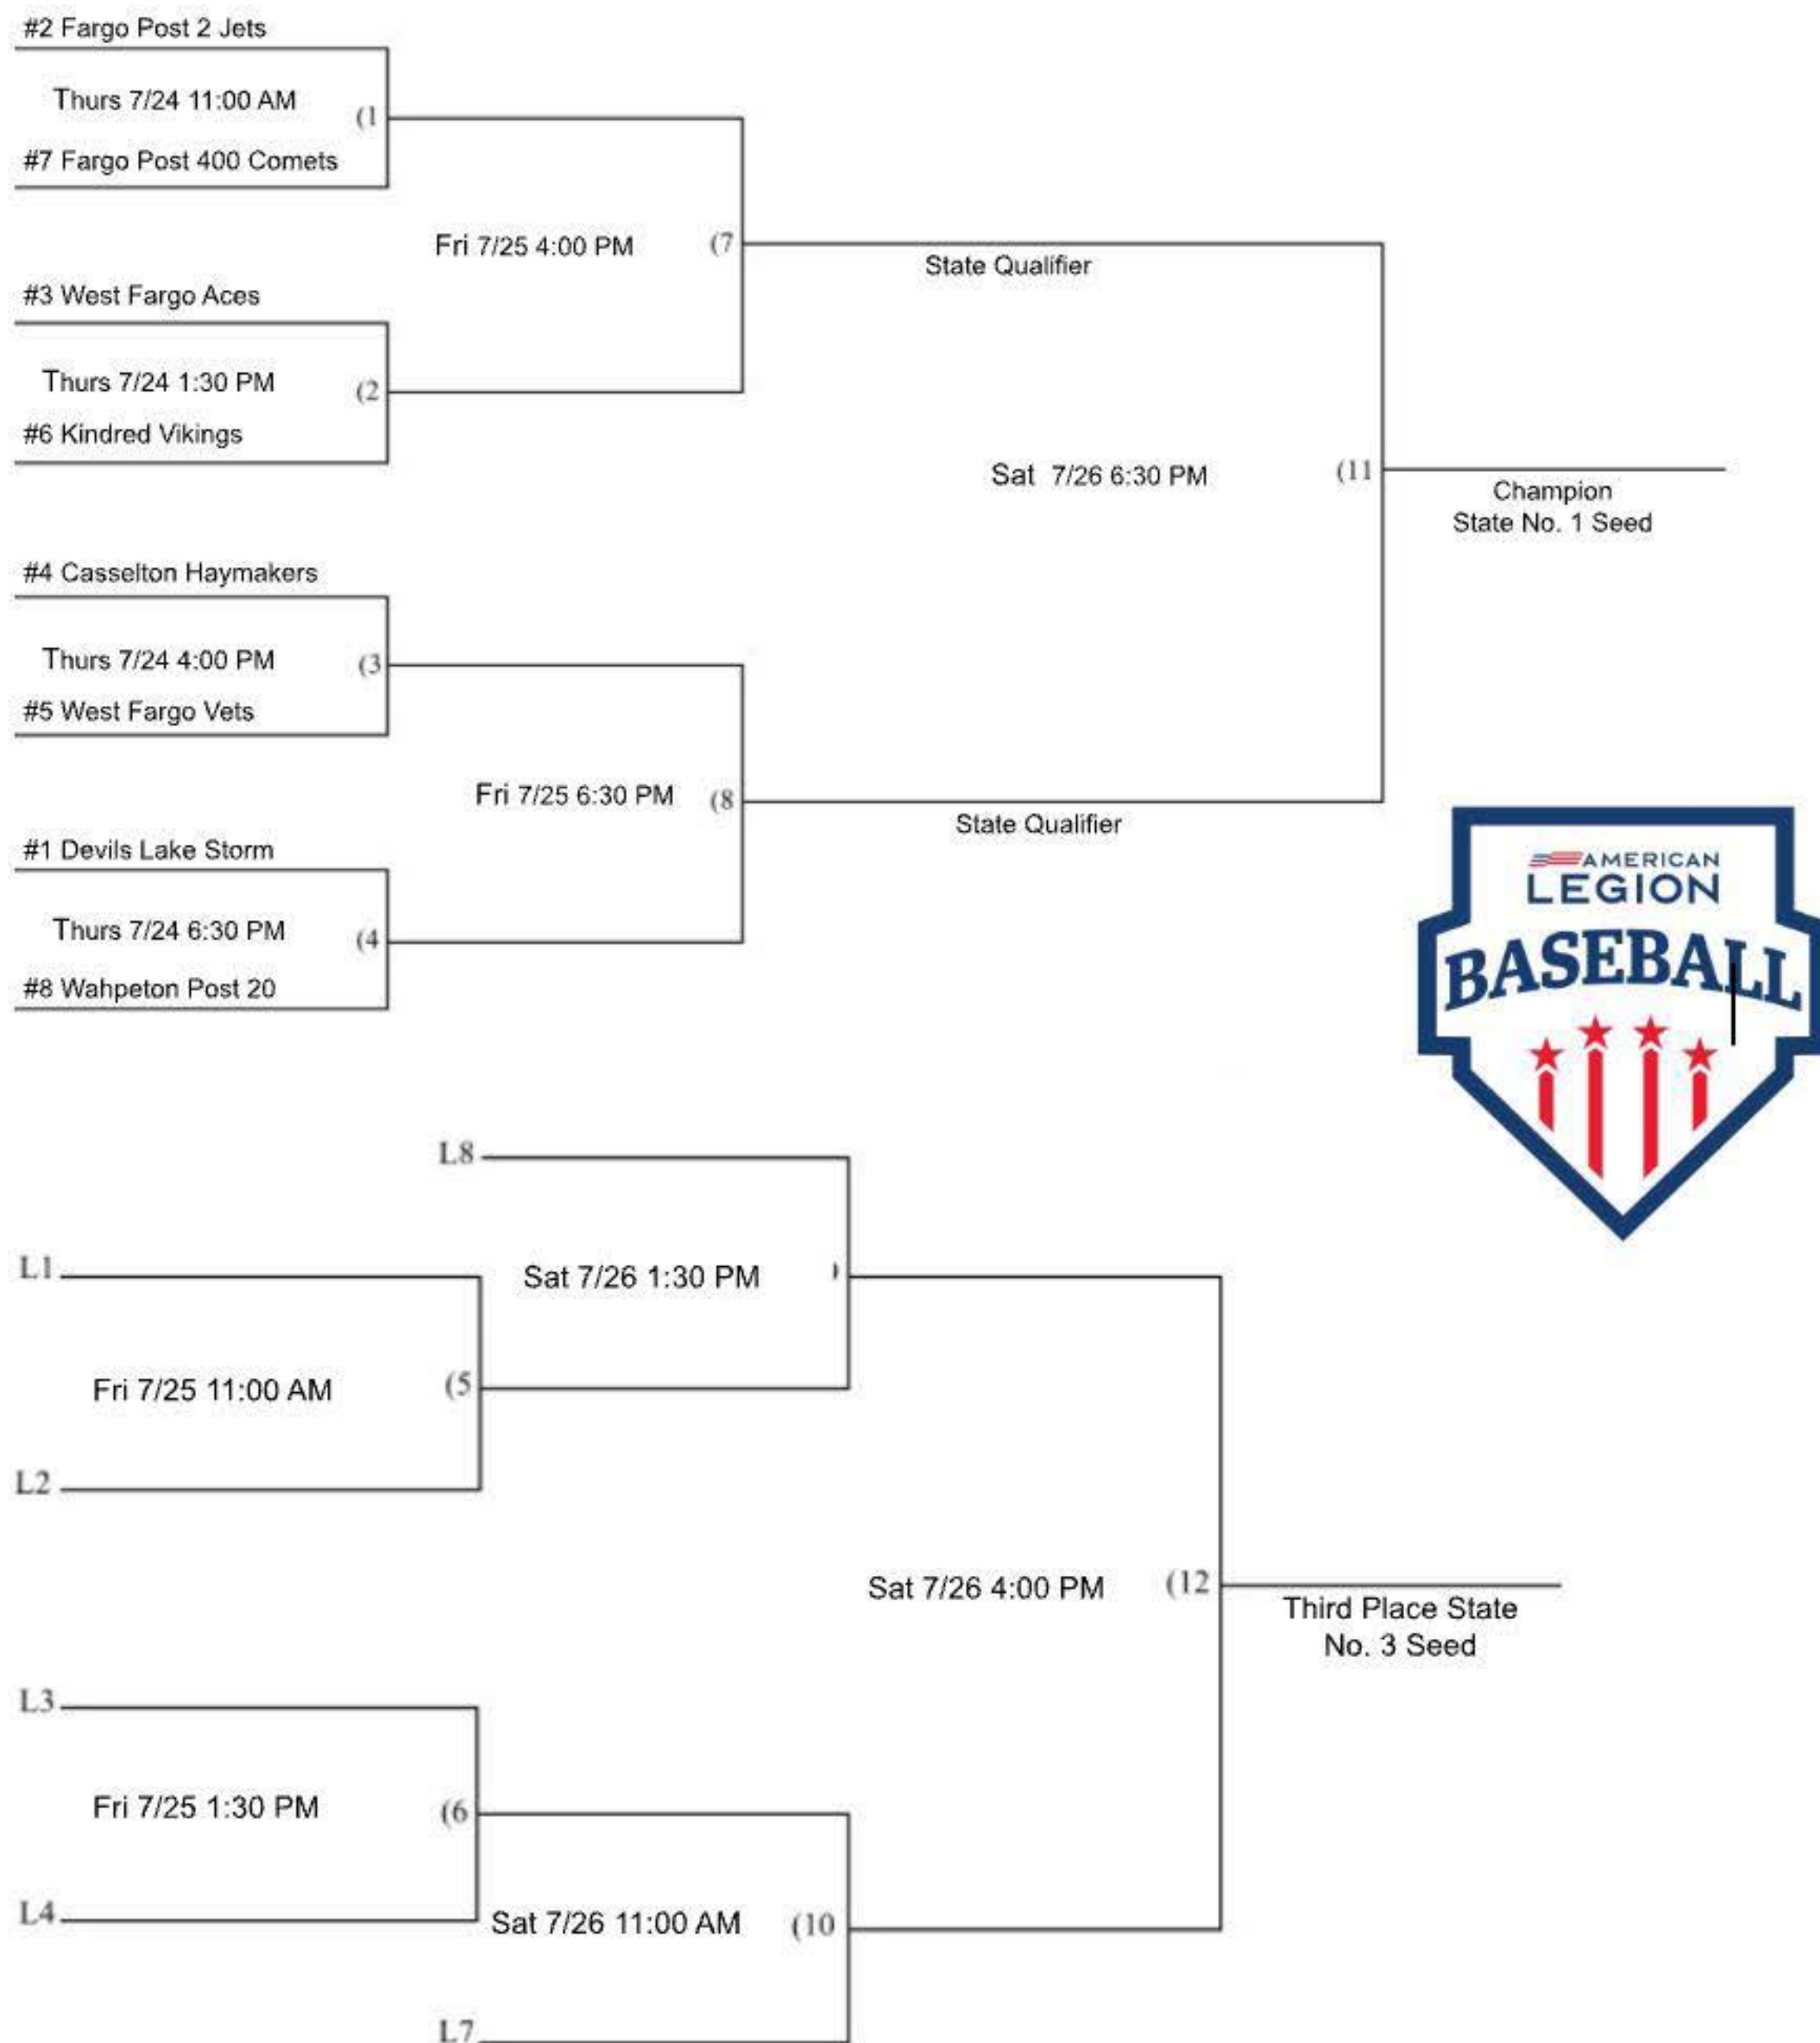 #2 Fargo Post 2 Jets
Thurs 7/24 11:00 AM
(1
#7 Fargo Post 400 Comets
Fri 7/25 4:00 PM
(7
State Qualifier
#3 West Fargo Aces
Thurs 7/24 1:30 PM
(2
#6 Kindred Vikings
Sat 7/26 6:30 PM
(11
Champion
State No. 1 Seed
#4 Casselton Haymakers
Thurs 7/24 4:00 PM
(3
#5 West Fargo Vets
Fri 7/25 6:30 PM
(8
State Qualifier
#1 Devils Lake Storm
Thurs 7/24 6:30 PM
(4
#8 Wahpeton Post 20
AMERICAN
LEGION
BASEBALL
L8
L1
Sat 7/26 1:30 PM
Fri 7/25 11:00 AM
(5
L2
Sat 7/26 4:00 PM
(12
Third Place State
No. 3 Seed
L3
Fri 7/25 1:30 PM
(6
L4
Sat 7/26 11:00 AM
(10
L7